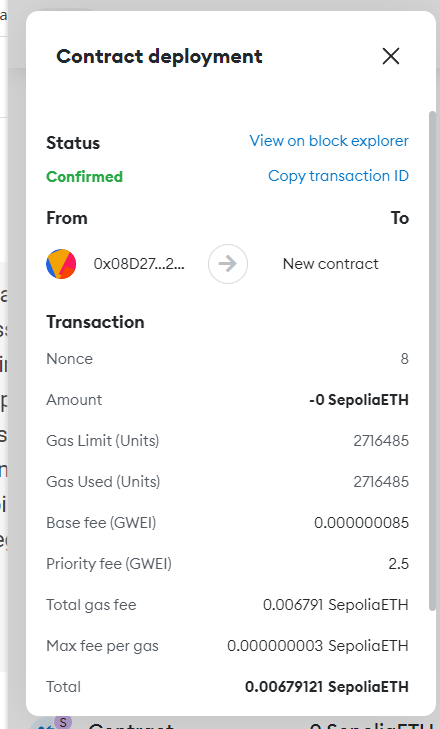 Contract deployment
Status
View on block explorer
Confirmed
Copy transaction ID
From
To
0x08D27...2...
New contract
Transaction
Nonce
8
Amount
-0 SepoliaETH
Gas Limit (Units)
2716485
Gas Used (Units)
2716485
Base fee (GWEI)
0.000000085
Priority fee (GWEI)
2.5
Total gas fee
0.006791 SepoliaETH
Max fee per gas
0.000000003 SepoliaETH
Total
0.00679121 SepoliaETH
S